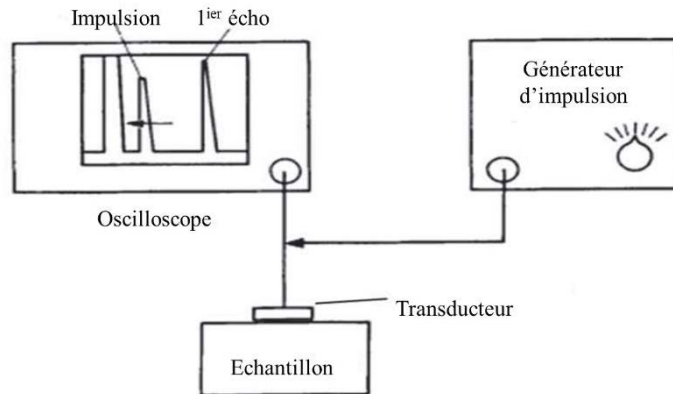 Impulsion
1ier écho
Générateur
d'impulsion
Oscilloscope
Transducteur
Echantillon